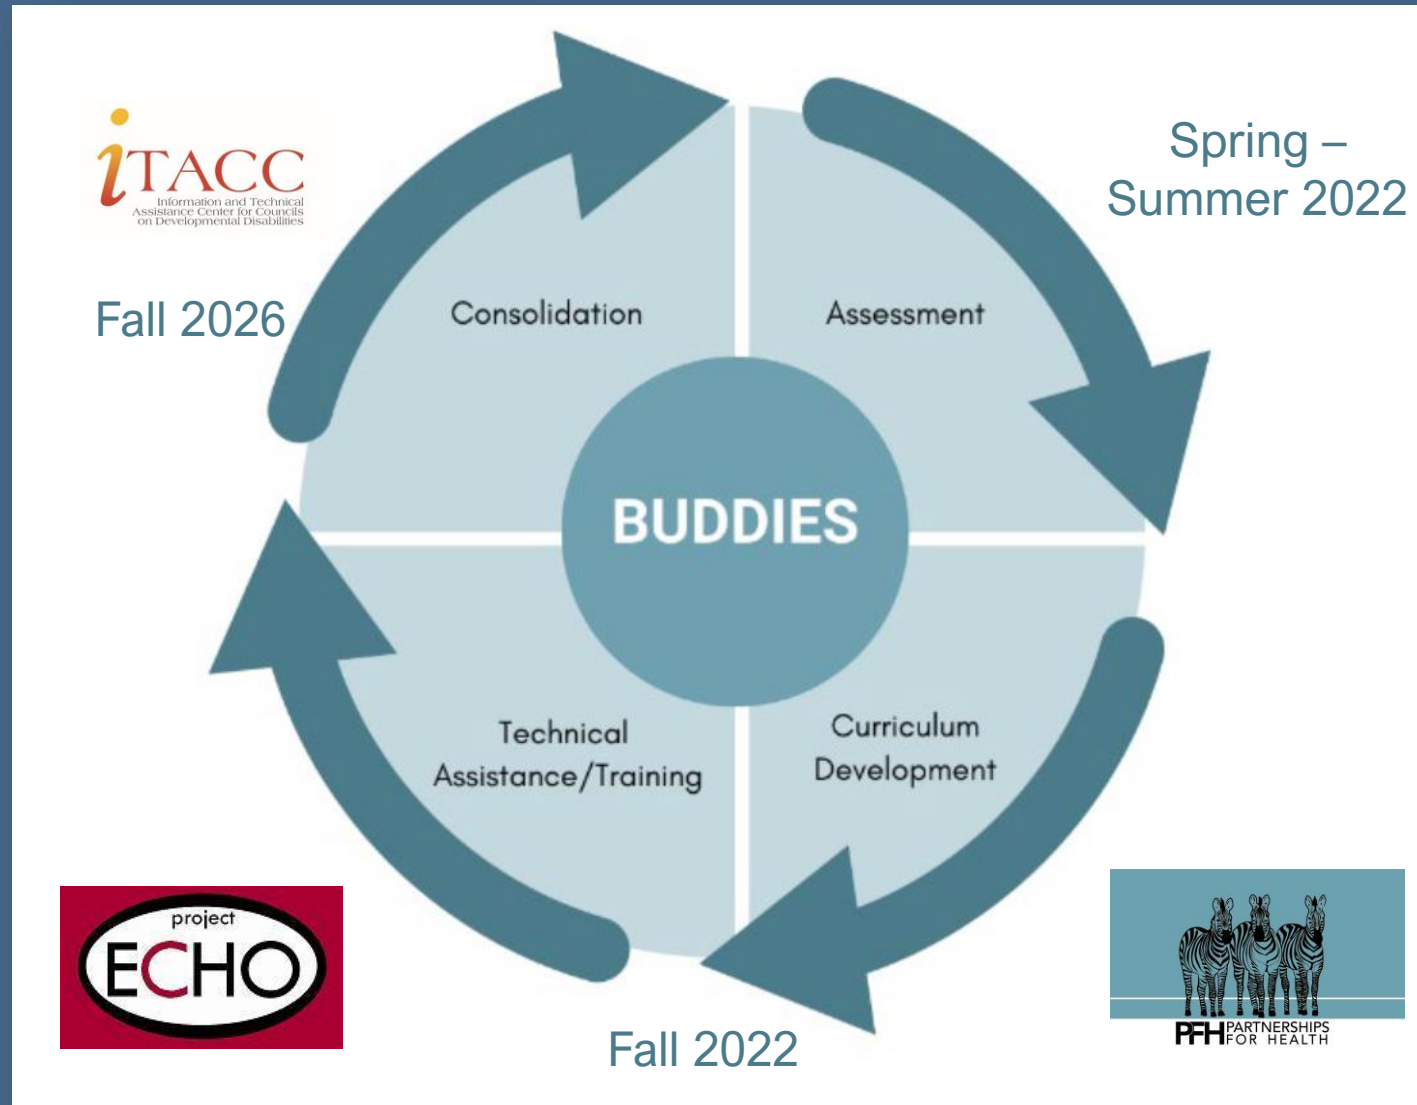 iTACC
Information and Technical
Assistance Center for Councils
on Developmental Disabilities
Spring –
Summer 2022
Fall 2026
Consolidation
Assessment
BUDDIES
Technical
Assistance/Training
Curriculum
Development
project
ECHO
PFH PARTNERSHIPS
FOR HEALTH
Fall 2022